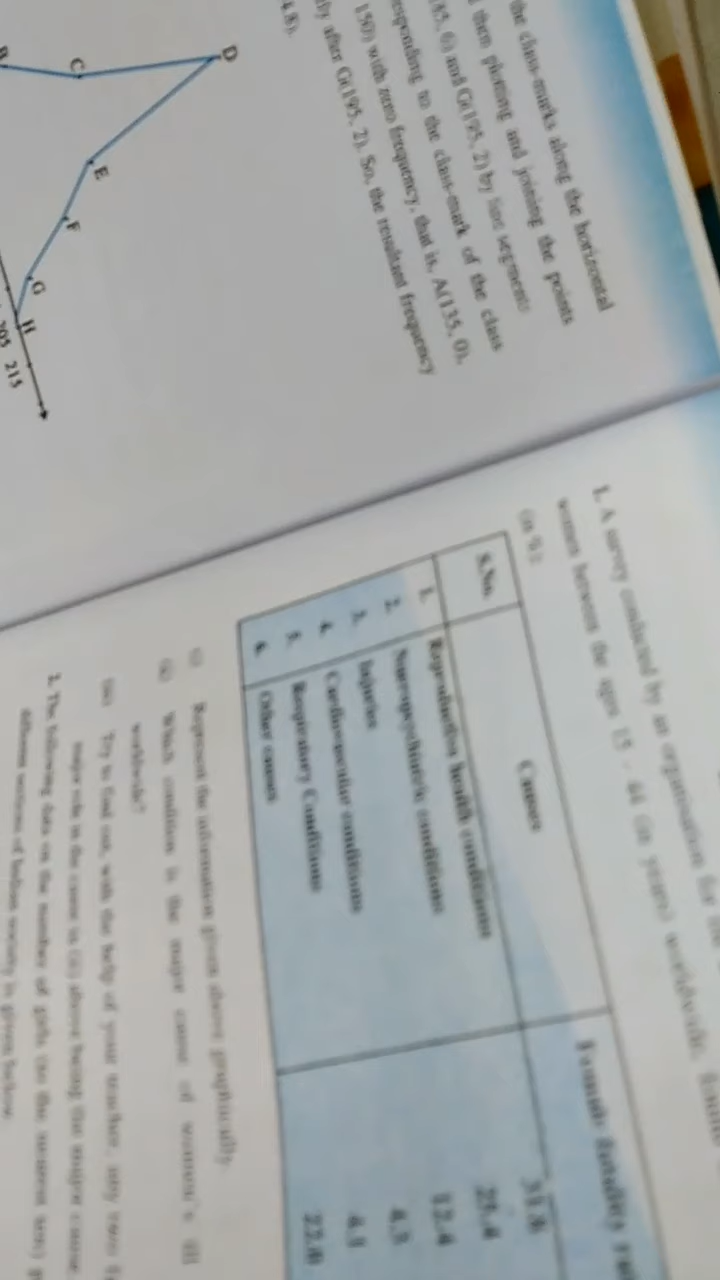 the class-marks along the horizontal
then plotting and joining the points
6) and G(195, 2) by line segments
to the class-mark of the class
150) with zero frequency, that is, A(135, 0),
after G(195, 2). So, the resultant frequency
4.8).
D
C
E
F
G
H
205 215
1. A survey conducted by an organisation for the
women between the ages 15 - 44 (in years) worldwide,
(in %):
S.No. Causes Female fatality
1. Reproductive health conditions 31.8
2. Neuropsychiatric conditions 25.4
3. Injuries 12.4
4. Cardiovascular conditions 4.3
5. Respiratory Conditions 4.1
6. Other causes 22.0
(i) Represent the information given above graphically.
(ii) Which condition is the major cause of women's ill
worldwide?
(iii) Try to find out, with the help of your teacher, any two
major role in the cause in (ii) above being the major cause.
2. The following data on the number of girls (to the nearest ten)
different sections of Indian society is given below.